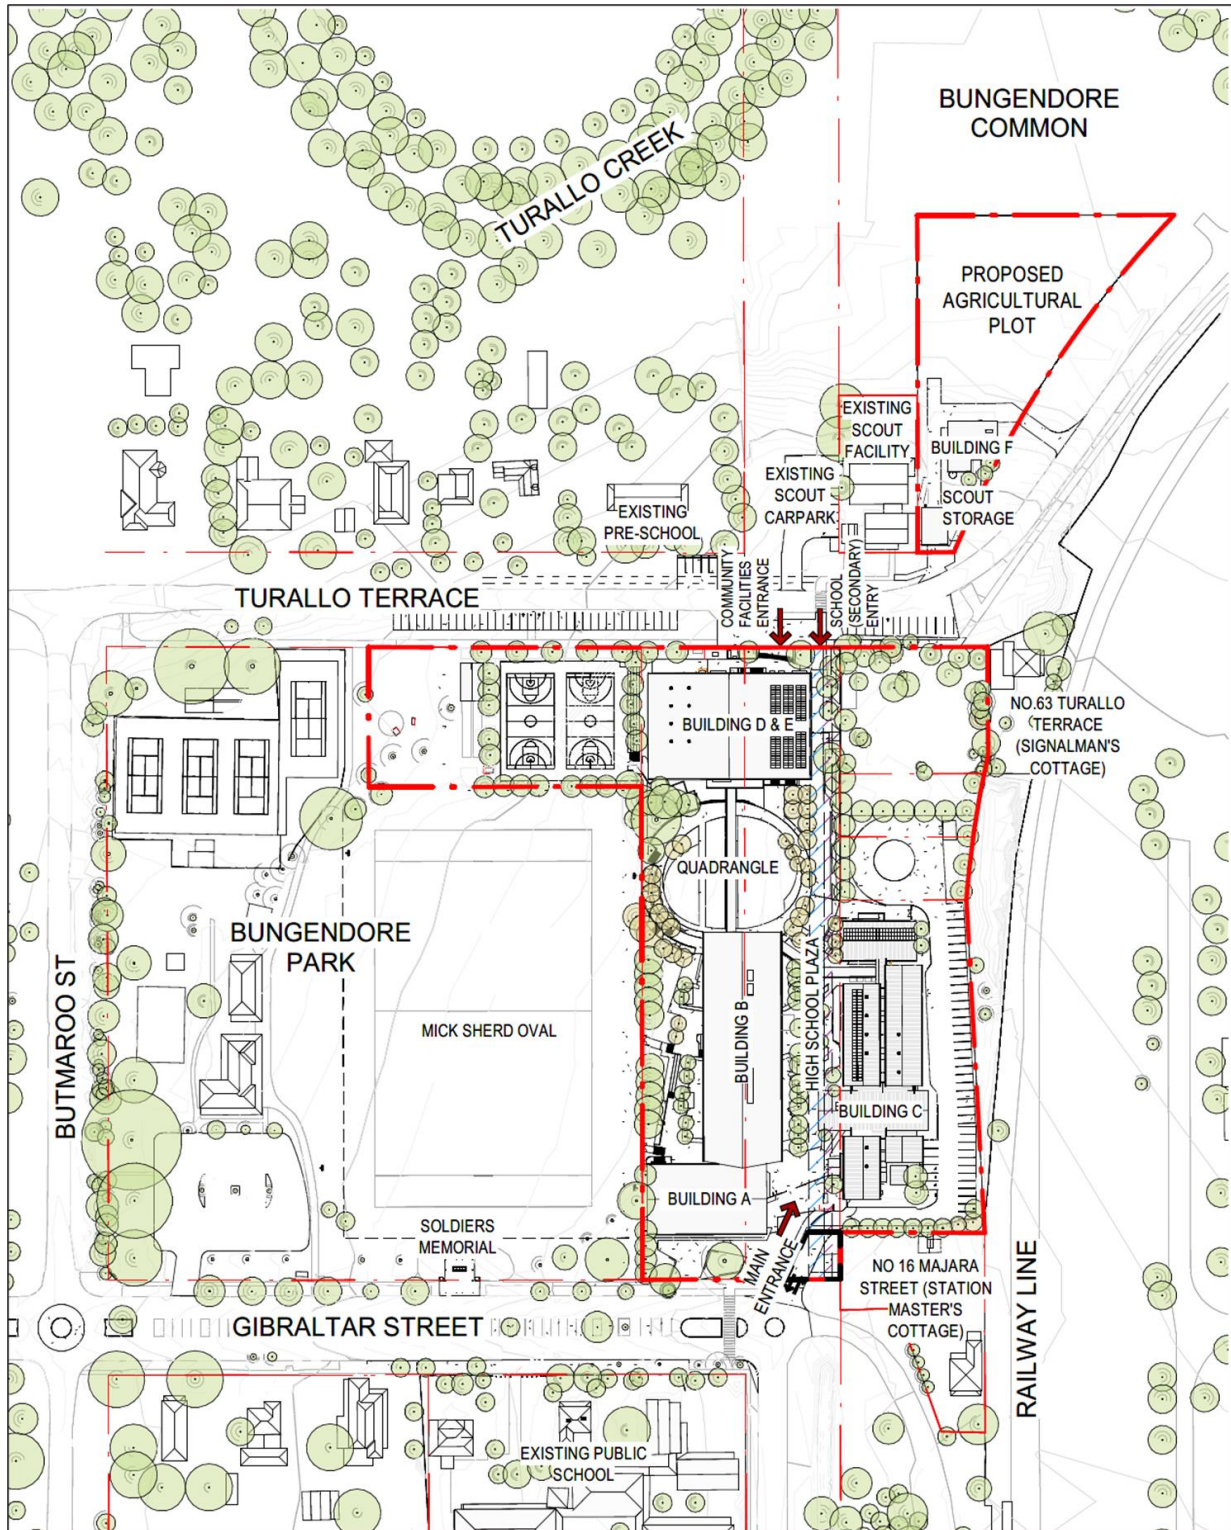 BUNGENDORE
COMMON
TURALLO CREEK
PROPOSED
AGRICULTURAL
PLOT
EXISTING
SCOUT
FACILITY
BUILDING F
EXISTING
SCOUT
CARPARK
SCOUT
STORAGE
EXISTING
PRE-SCHOOL
COMMUNITY
FACILITIES
ENTRANCE
SCHOOL
(SECONDARY)
ENTRY
TURALLO TERRACE
BUILDING D & E
NO.63 TURALLO
TERRACE
(SIGNALMAN'S
COTTAGE)
QUADRANGLE
BUNGENDORE
PARK
HIGH SCHOOL PLAZA
BUTMAROO ST
MICK SHERD OVAL
BUILDING B
BUILDING C
BUILDING A
SOLDIERS
MEMORIAL
MAIN
ENTRANCE
NO 16 MAJARA
STREET (STATION
MASTER'S
COTTAGE)
RAILWAY LINE
GIBRALTAR STREET
EXISTING PUBLIC
SCHOOL